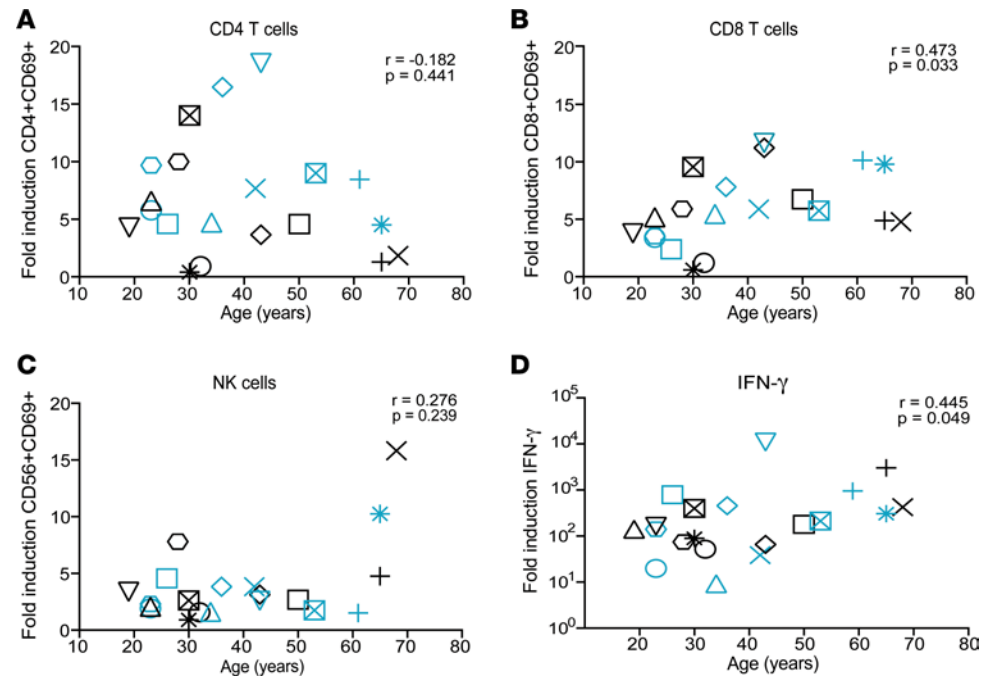 A
CD4 T cells
r = -0.182
p = 0.441
Fold induction CD4+CD69+
20
15
10
5
0
10 20 30 40 50 60 70 80
Age (years)
B
CD8 T cells
r = 0.473
p = 0.033
Fold induction CD8+CD69+
20
15
10
5
0
10 20 30 40 50 60 70 80
Age (years)
C
NK cells
r = 0.276
p = 0.239
Fold induction CD56+CD69+
20
15
10
5
0
10 20 30 40 50 60 70 80
Age (years)
D
IFN-γ
r = 0.445
p = 0.049
Fold induction IFN-γ
10⁵
10⁴
10³
10²
10¹
10⁰
20 30 40 50 60 70 80
Age (years)